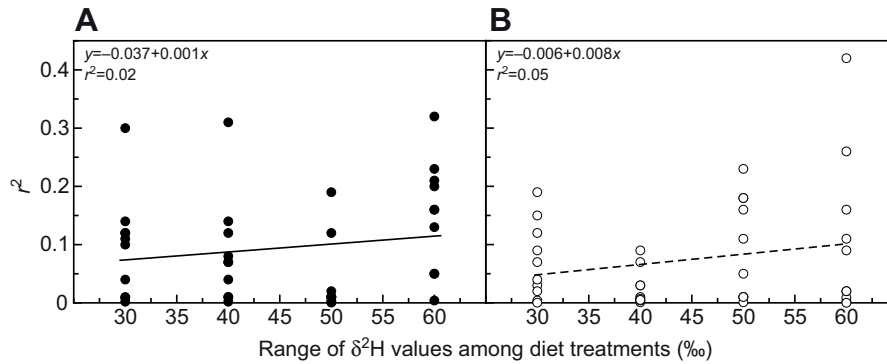 A
B
y=–0.037+0.001x
r²=0.02
y=–0.006+0.008x
r²=0.05
0.4
0.3
0.2
0.1
0
r²
30 35 40 45 50 55 60
30 35 40 45 50 55 60
Range of δ²H values among diet treatments (‰)